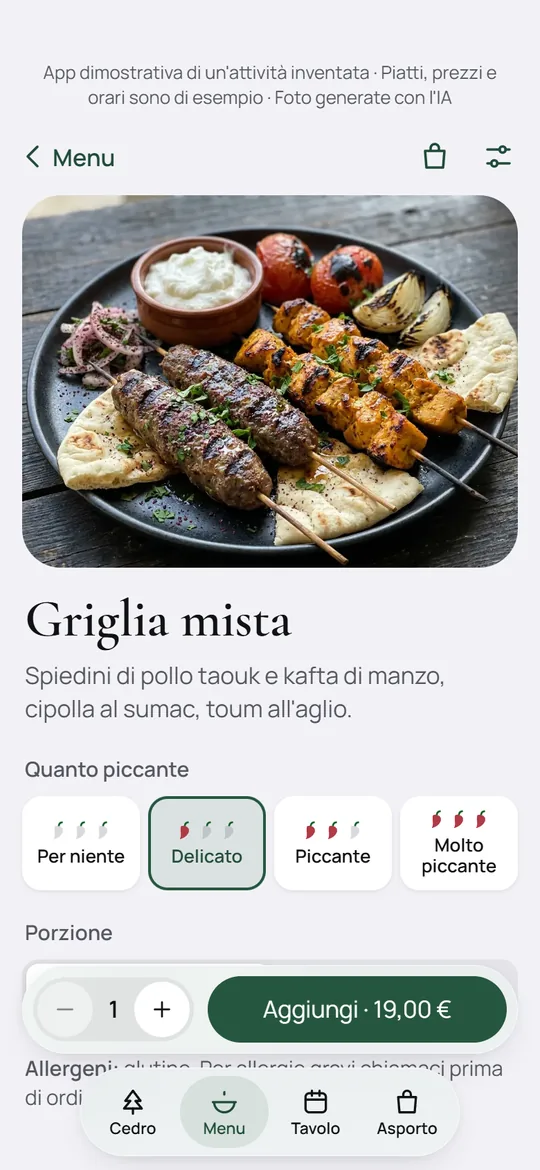 App dimostrativa di un'attività inventata · Piatti, prezzi e
orari sono di esempio · Foto generate con l'IA
Menu
Griglia mista
Spiedini di pollo taouk e kafta di manzo,
cipolla al sumac, toum all'aglio.
Quanto piccante
Per niente
Delicato
Piccante
Molto
piccante
Porzione
1
Aggiungi · 19,00 €
Allergeni: glutine. Per allergie gravi chiamaci prima
di ordi
Cedro
Menu
Tavolo
Asporto